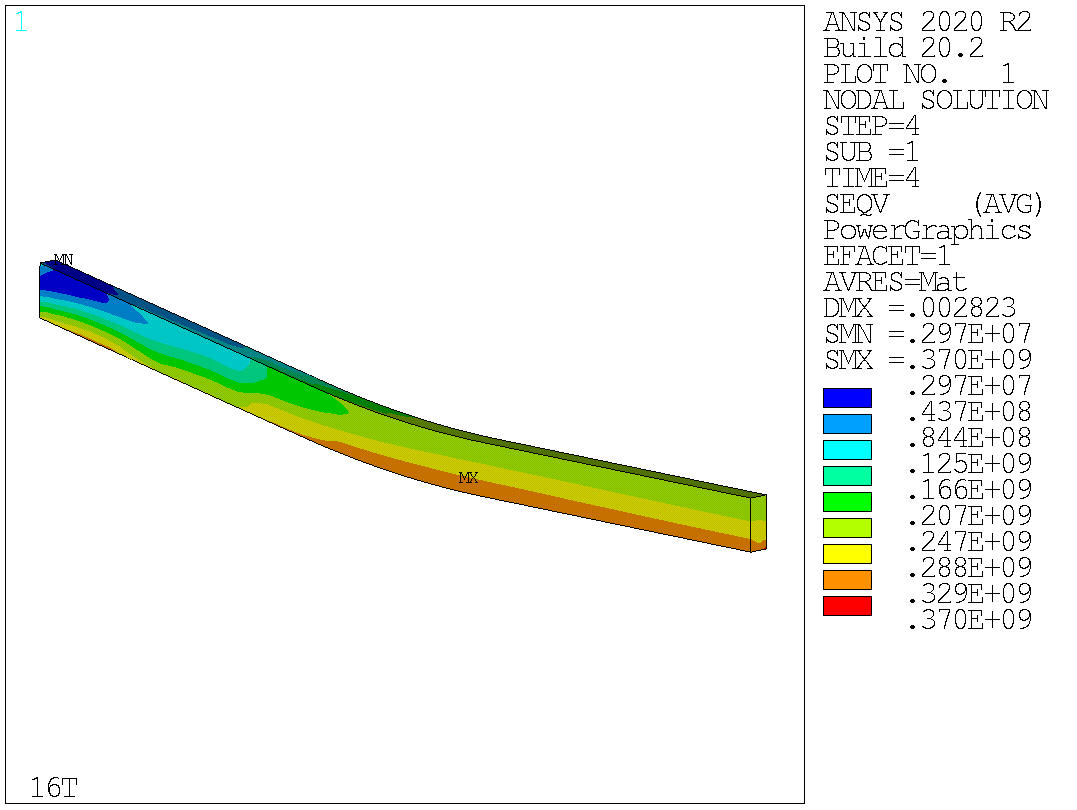 1
ANSYS 2020 R2
Build 20.2
PLOT NO. 1
NODAL SOLUTION
STEP=4
SUB =1
TIME=4
SEQV (AVG)
PowerGraphics
EFACET=1
AVRES=Mat
DMX =.002823
SMN =.297E+07
SMX =.370E+09
.297E+07
.437E+08
.844E+08
.125E+09
.166E+09
.207E+09
.247E+09
.288E+09
.329E+09
.370E+09
MN
MX
16T